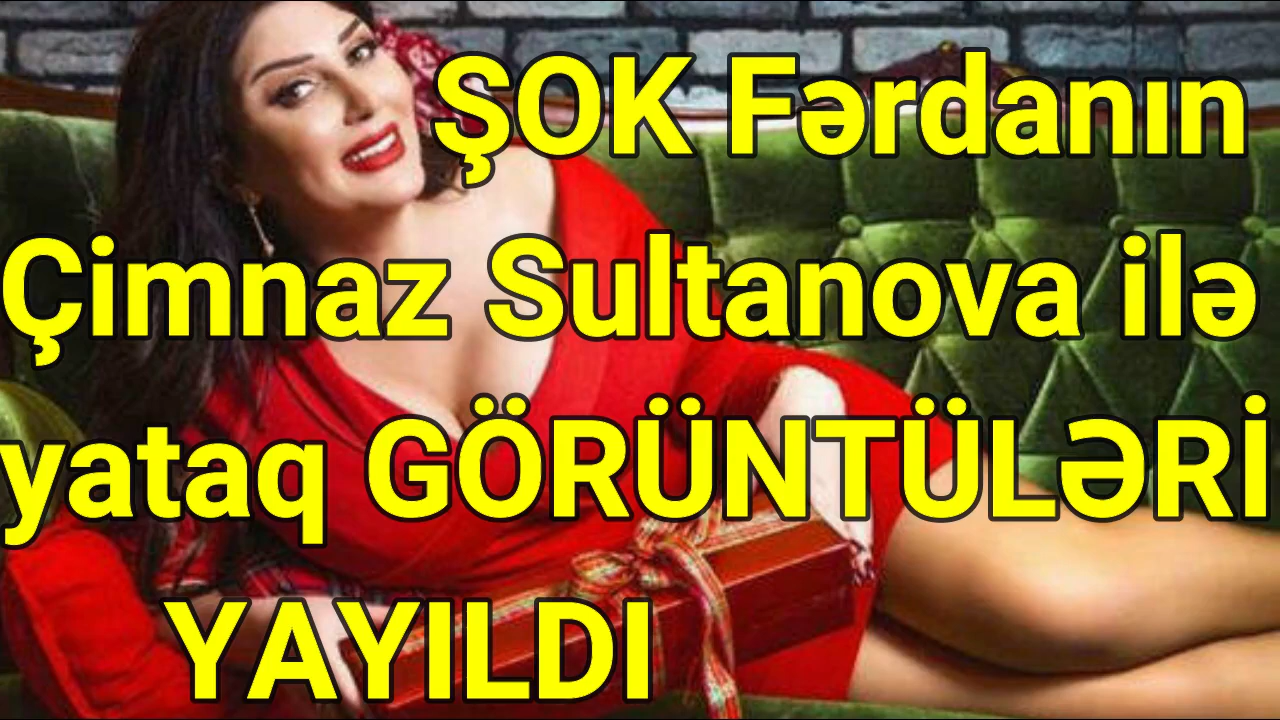 ŞOK Fərdanın
Çimnaz Sultanova ilə
yataq GÖRÜNTÜLƏRİ
YAYILDI